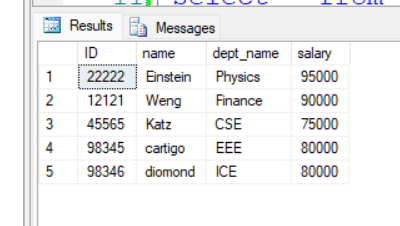 Results Messages
ID name dept_name salary
1 22222 Einstein Physics 95000
2 12121 Weng Finance 90000
3 45565 Katz CSE 75000
4 98345 cartigo EEE 80000
5 98346 diomond ICE 80000